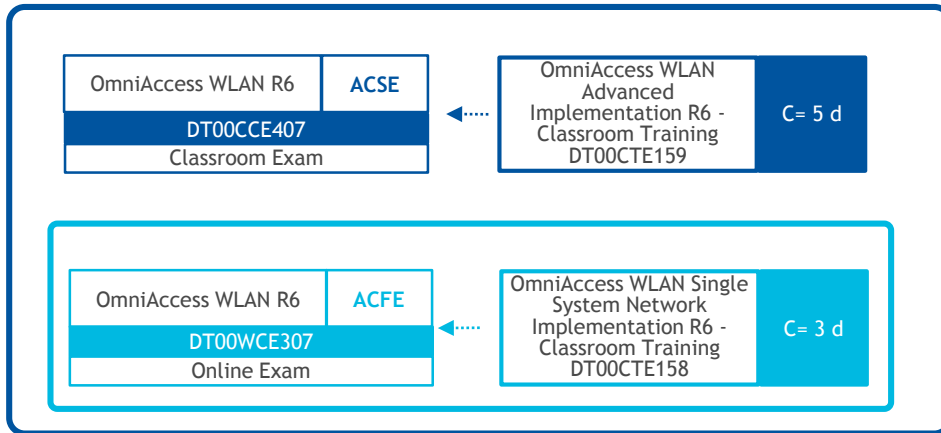 OmniAccess WLAN R6
ACSE
DT00CCE407
Classroom Exam
OmniAccess WLAN
Advanced
Implementation R6 -
Classroom Training
DT00CTE159
C= 5 d
OmniAccess WLAN R6
ACFE
DT00WCE307
Online Exam
OmniAccess WLAN Single
System Network
Implementation R6 -
Classroom Training
DT00CTE158
C= 3 d